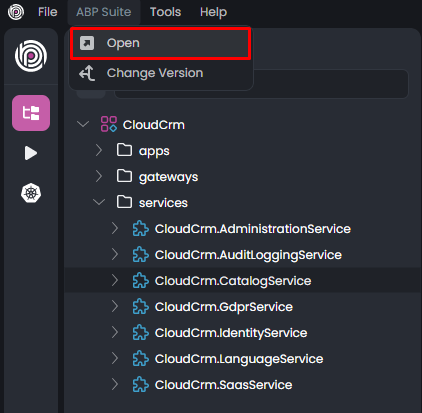 File ABP Suite Tools Help
Open
Change Version
CloudCrm
apps
gateways
services
CloudCrm.AdministrationService
CloudCrm.AuditLoggingService
CloudCrm.CatalogService
CloudCrm.GdprService
CloudCrm.IdentityService
CloudCrm.LanguageService
CloudCrm.SaasService